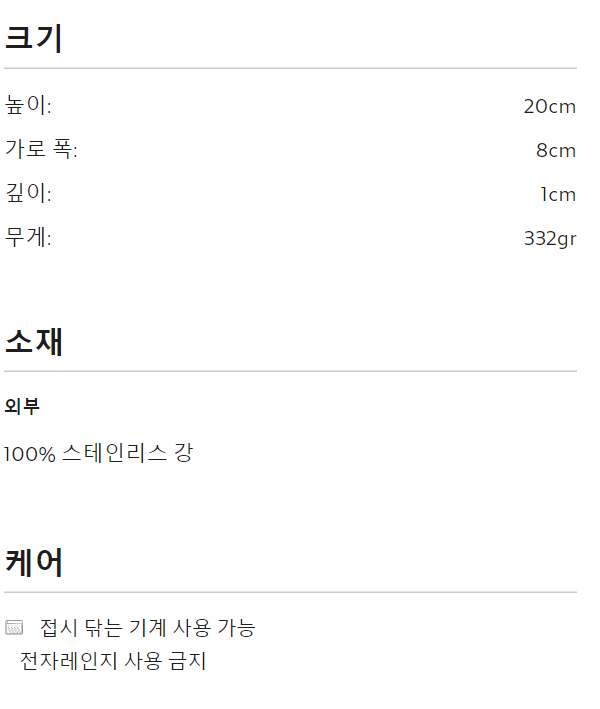 크기
높이: 20cm
가로 폭: 8cm
깊이: 1cm
무게: 332gr
소재
외부
100% 스테인리스 강
케어
접시 닦는 기계 사용 가능
전자레인지 사용 금지